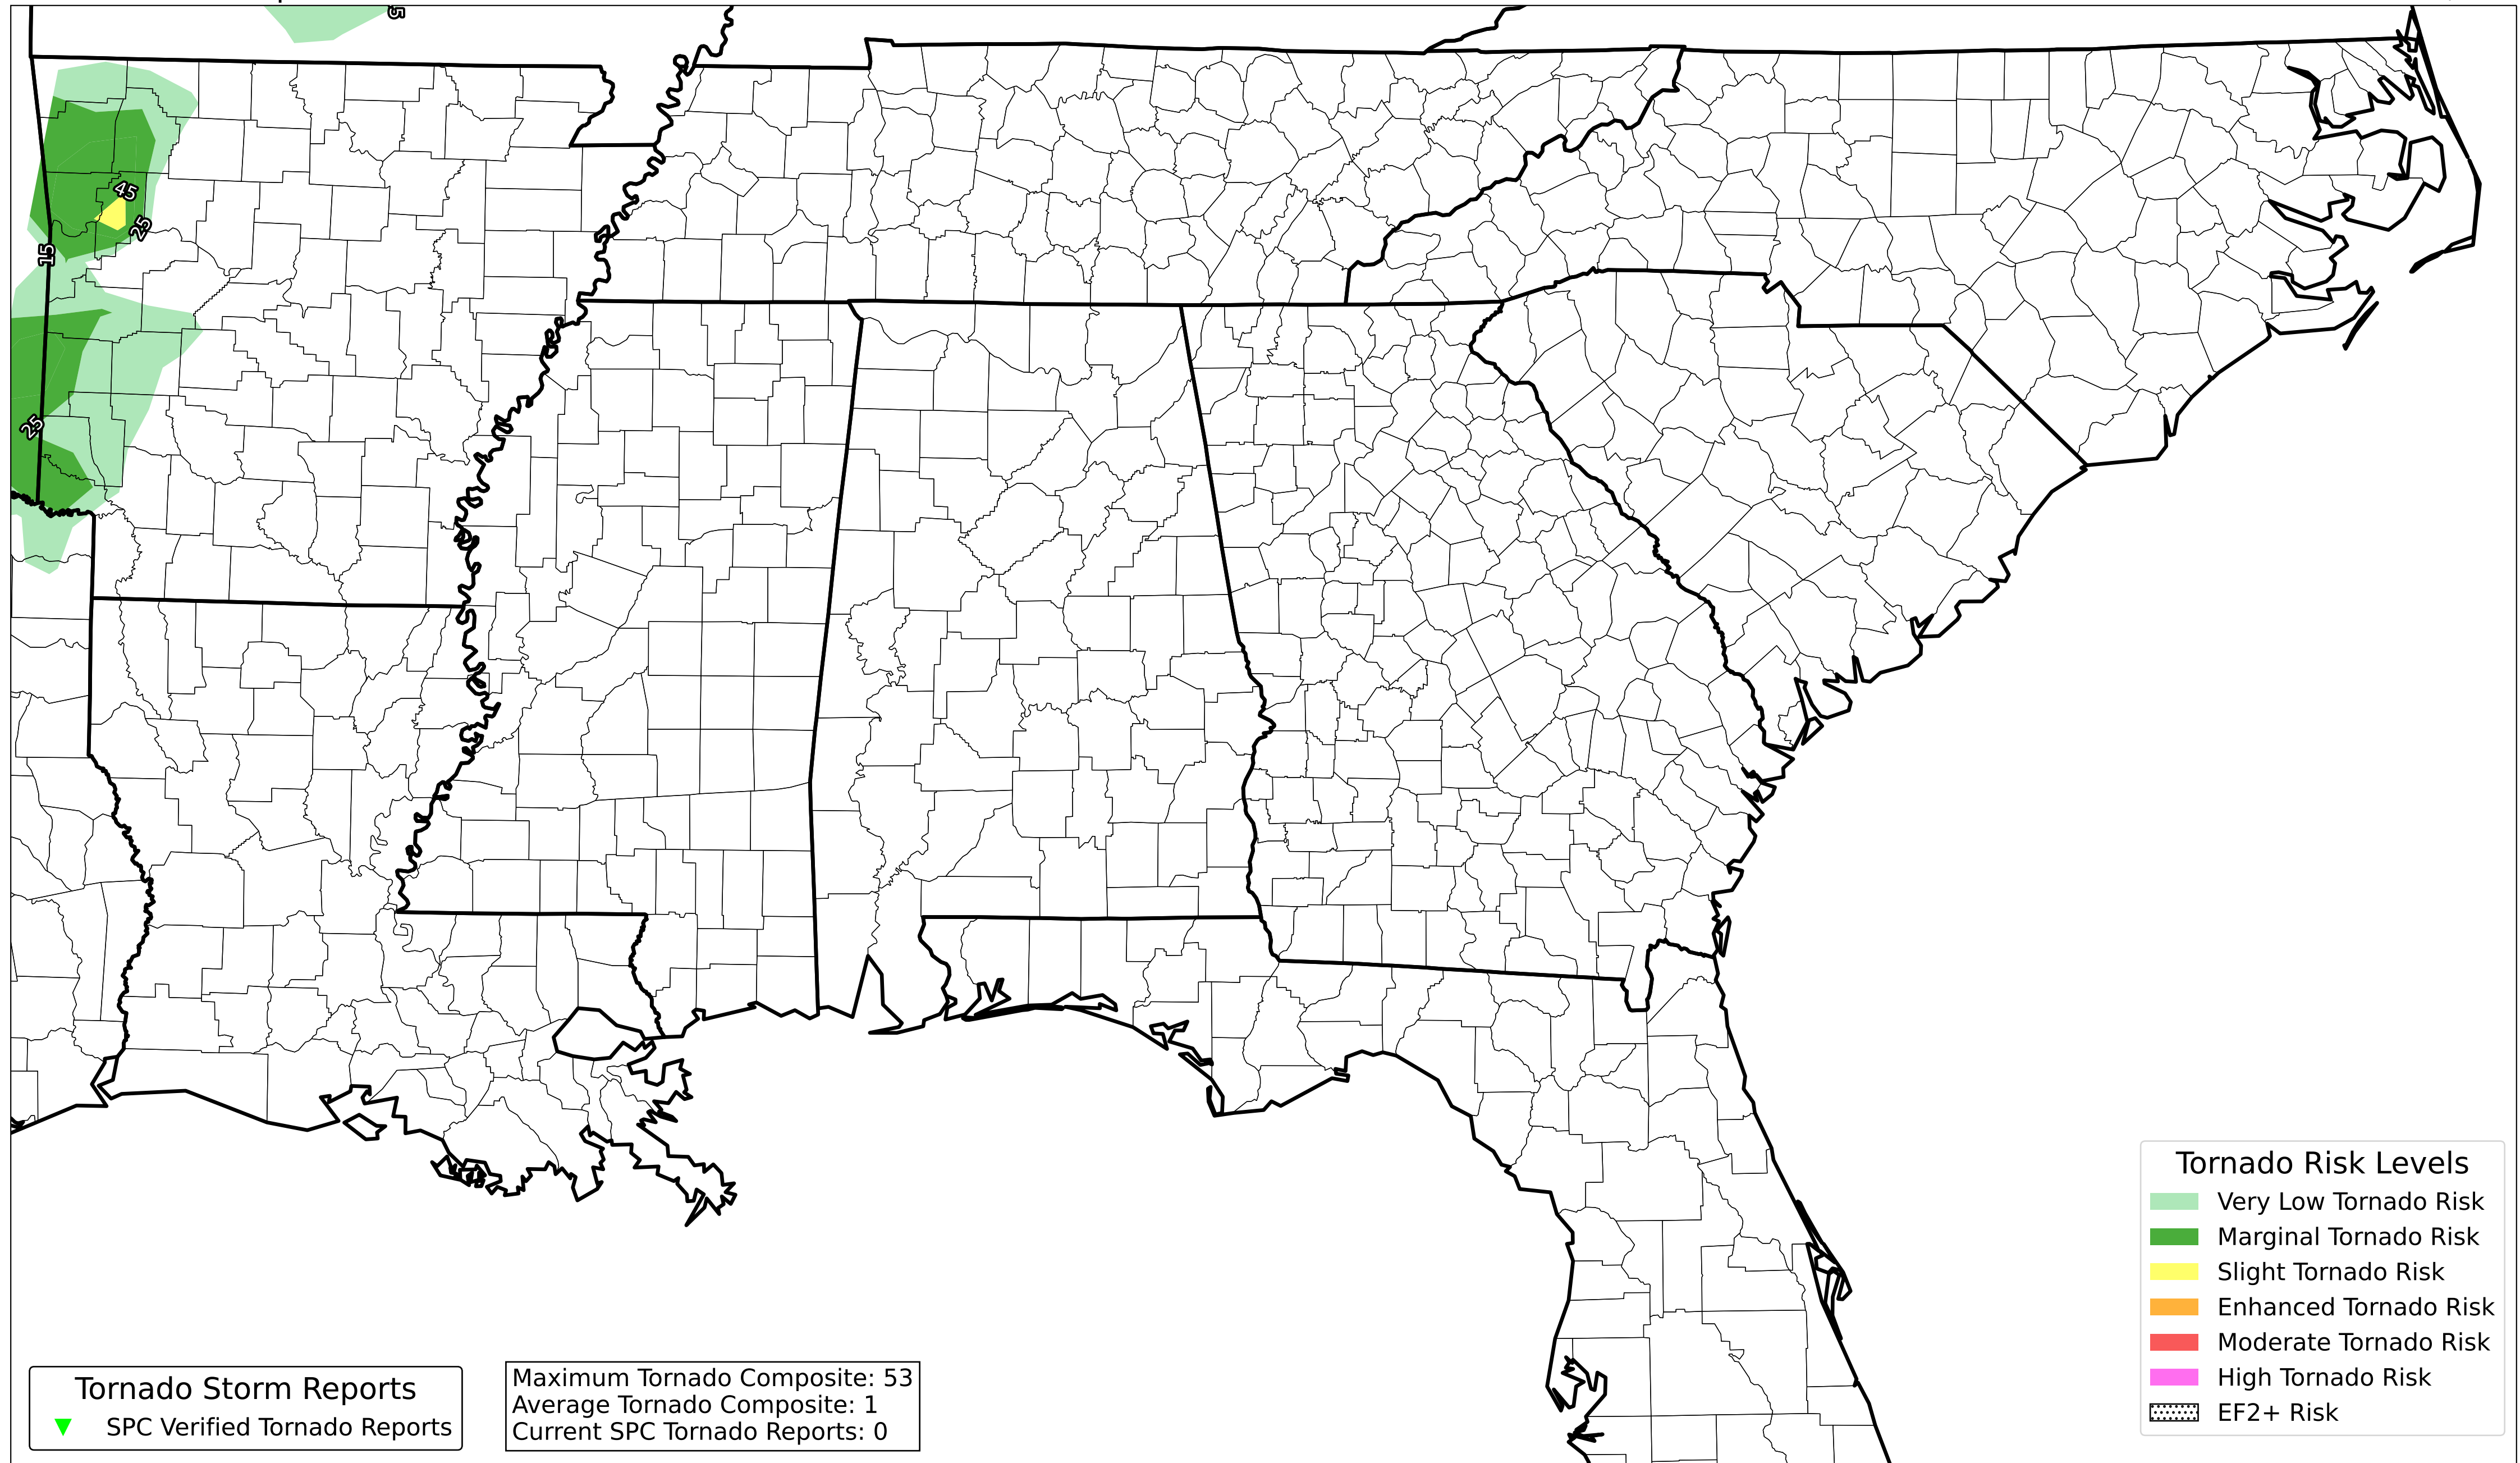 45
25
15
25
Tornado Risk Levels
Very Low Tornado Risk
Marginal Tornado Risk
Slight Tornado Risk
Enhanced Tornado Risk
Moderate Tornado Risk
High Tornado Risk
EF2+ Risk
Tornado Storm Reports
SPC Verified Tornado Reports
Maximum Tornado Composite: 53
Average Tornado Composite: 1
Current SPC Tornado Reports: 0